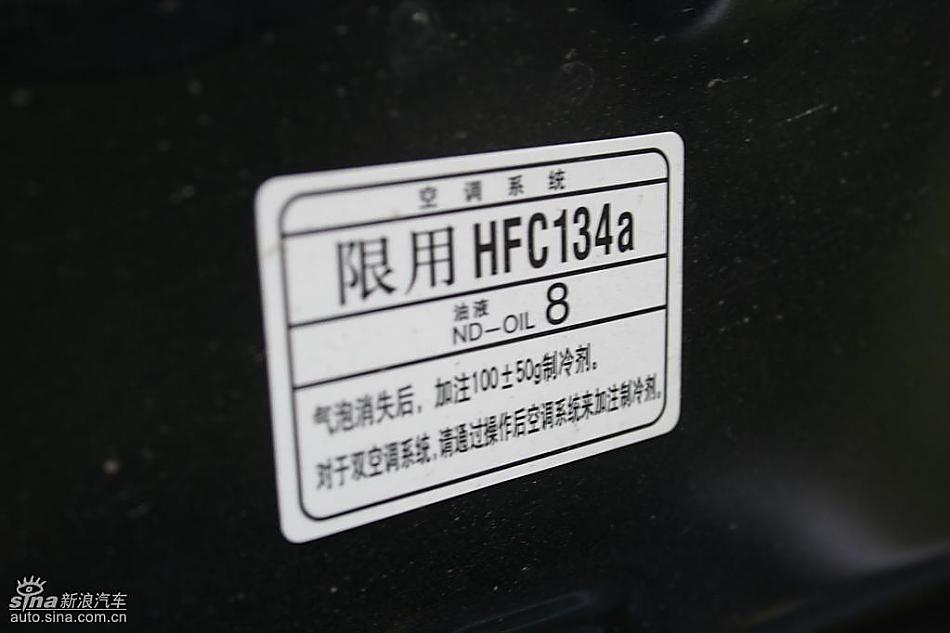 空调系统
限用 HFC134a
油液
ND-OIL 8
气泡消失后，加注100±50g制冷剂。
对于双空调系统，请通过操作后空调系统来加注制冷剂。
sina新浪汽车
auto.sina.com.cn